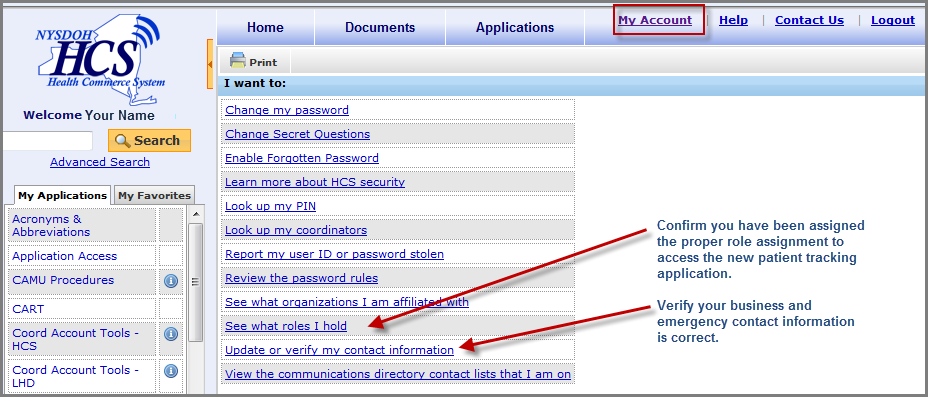 NYSDOH
HCS
Health Commerce System
Welcome Your Name
Search
Advanced Search
My Applications
My Favorites
Acronyms &
Abbreviations
Application Access
CAMU Procedures
CART
Coord Account Tools -
HCS
Coord Account Tools -
LHD
Home
Documents
Applications
My Account
Help
Contact Us
Logout
Print
I want to:
Change my password
Change Secret Questions
Enable Forgotten Password
Learn more about HCS security
Look up my PIN
Look up my coordinators
Report my user ID or password stolen
Review the password rules
See what organizations I am affiliated with
See what roles I hold
Update or verify my contact information
View the communications directory contact lists that I am on
Confirm you have been assigned
the proper role assignment to
access the new patient tracking
application.
Verify your business and
emergency contact information
is correct.